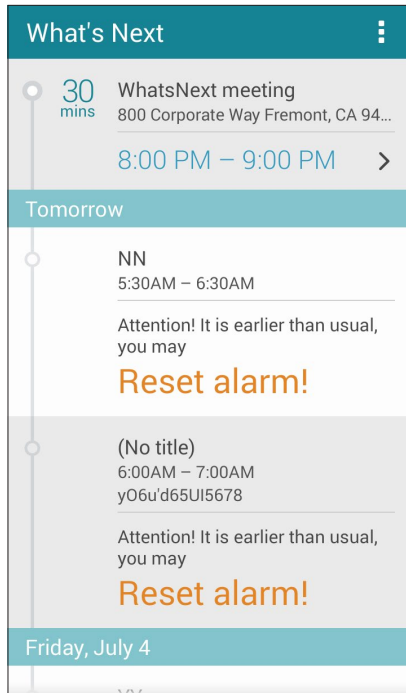 What's Next
30
mins
WhatsNext meeting
800 Corporate Way Fremont, CA 94...
8:00 PM – 9:00 PM
Tomorrow
NN
5:30AM – 6:30AM
Attention! It is earlier than usual,
you may
Reset alarm!
(No title)
6:00AM – 7:00AM
yO6u'd65UI5678
Attention! It is earlier than usual,
you may
Reset alarm!
Friday, July 4